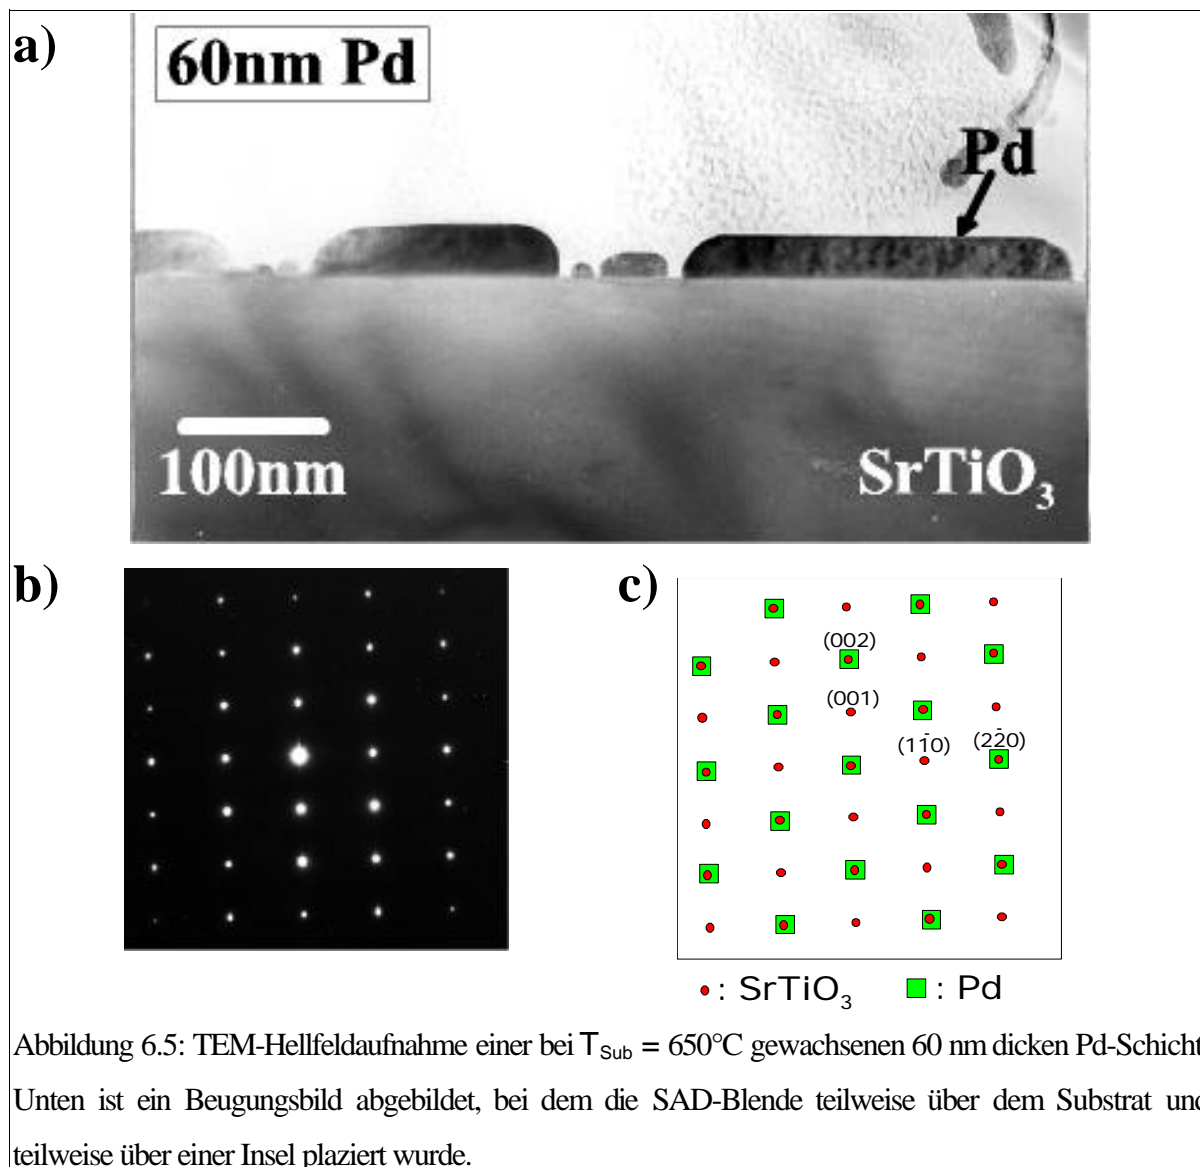 a)
60nm Pd
Pd
100nm
SrTiO₃
b)
c)
(002)
(001)
(11̄0)
(22̄0)
: SrTiO₃
: Pd
Abbildung 6.5: TEM-Hellfeldaufnahme einer bei T_Sub = 650°C gewachsenen 60 nm dicken Pd-Schicht
Unten ist ein Beugungsbild abgebildet, bei dem die SAD-Blende teilweise über dem Substrat und
teilweise über einer Insel plaziert wurde.